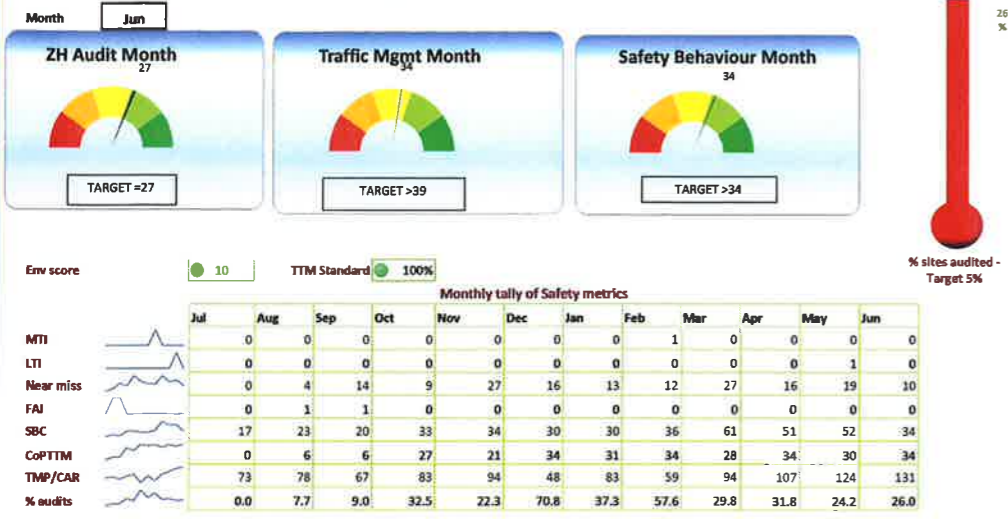 Month Jun
26
%
ZH Audit Month
27
TARGET =27
Traffic Mgmt Month
34
TARGET >39
Safety Behaviour Month
34
TARGET >34
% sites audited -
Target 5%
Env score 10 TTM Standard 100%
Monthly tally of Safety metrics
Jul Aug Sep Oct Nov Dec Jan Feb Mar Apr May Jun
MTI 0 0 0 0 0 0 0 1 0 0 0 0
LTI 0 0 0 0 0 0 0 0 0 0 1 0
Near miss 0 4 14 9 27 16 13 12 27 16 19 10
FAI 0 1 1 0 0 0 0 0 0 0 0 0
SBC 17 23 20 33 34 30 30 36 61 51 52 34
CoPTTM 0 6 6 27 21 34 31 34 28 34 30 34
TMP/CAR 73 78 67 83 94 48 83 59 94 107 124 131
% audits 0.0 7.7 9.0 32.5 22.3 70.8 37.3 57.6 29.8 31.8 24.2 26.0